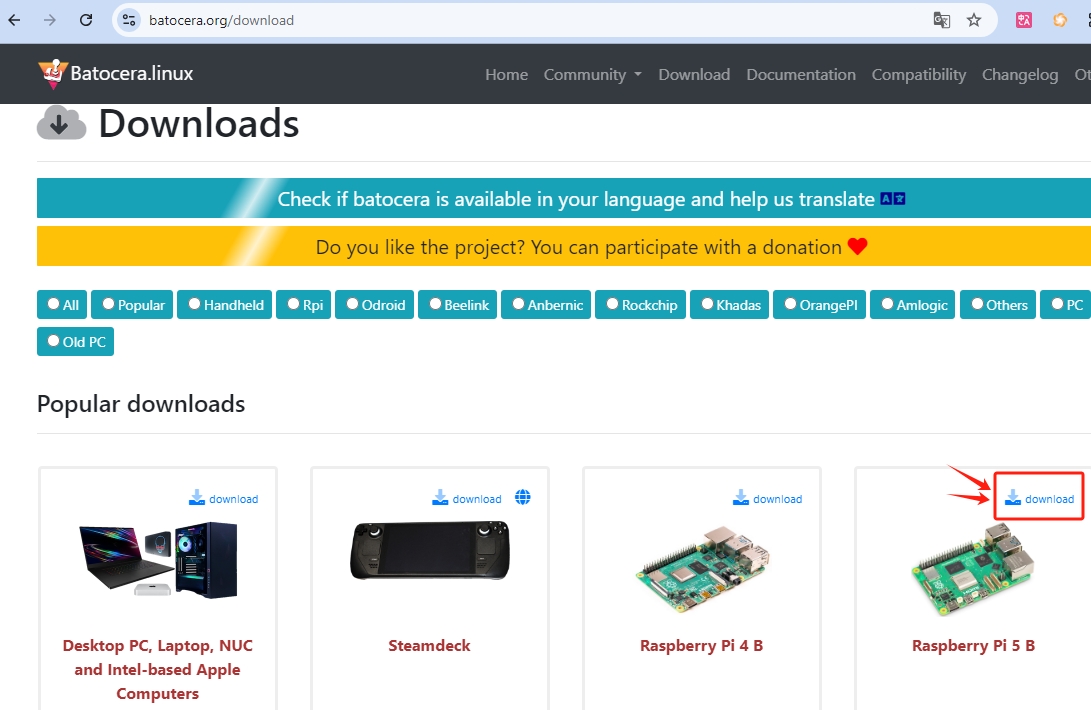 batocera.org/download
Batocera.linux
Home Community Download Documentation Compatibility Changelog Ot
Downloads
Check if batocera is available in your language and help us translate
Do you like the project? You can participate with a donation
All Popular Handheld Rpi Odroid Beelink Anbernic Rockchip Khadas OrangePI Amlogic Others PC
Old PC
Popular downloads
download download download download
Desktop PC, Laptop, NUC
and Intel-based Apple
Computers
Steamdeck
Raspberry Pi 4 B
Raspberry Pi 5 B